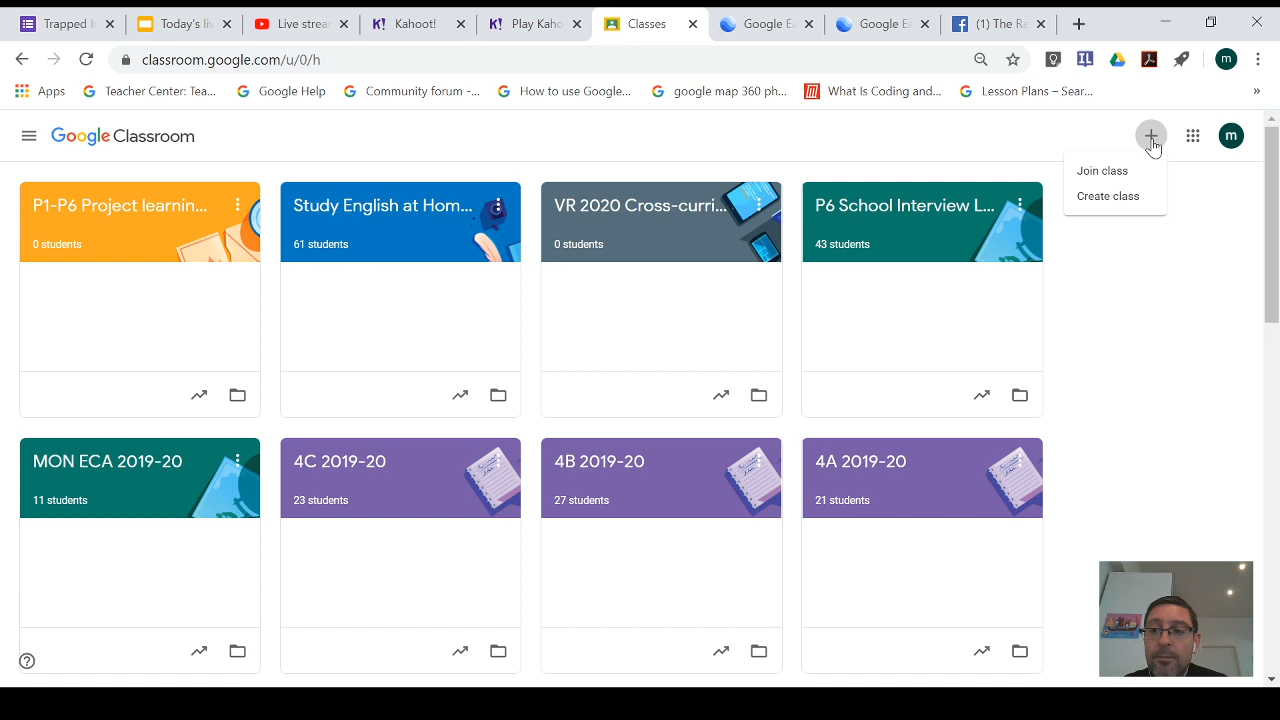 Trapped I
Today's liv
Live strea
Kahoot!
Play Kaho
Classes
Google Ea
Google Ea
(1) The Ra
classroom.google.com/u/0/h
Apps
Teacher Center: Tea...
Google Help
Community forum -...
How to use Google...
google map 360 ph...
What Is Coding and...
Lesson Plans – Sear...
Google Classroom
m
Join class
Create class
P1-P6 Project learnin...
0 students
Study English at Hom...
61 students
VR 2020 Cross-curri...
0 students
P6 School Interview L...
43 students
MON ECA 2019-20
11 students
4C 2019-20
23 students
4B 2019-20
27 students
4A 2019-20
21 students